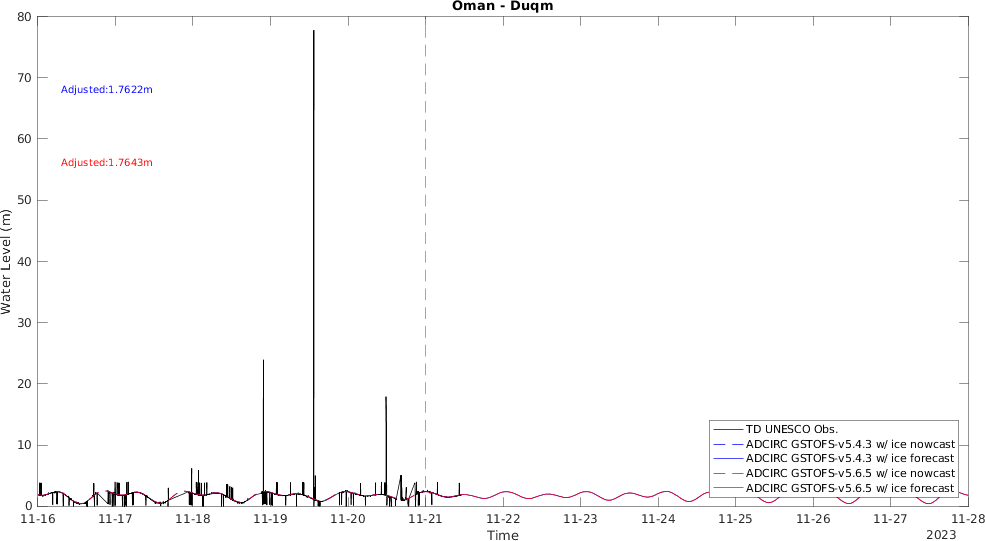 Oman - Duqm
80
70
60
50
40
30
20
10
0
Water Level (m)
Adjusted:1.7622m
Adjusted:1.7643m
TD UNESCO Obs.
ADCIRC GSTOFS-v5.4.3 w/ ice nowcast
ADCIRC GSTOFS-v5.4.3 w/ ice forecast
ADCIRC GSTOFS-v5.6.5 w/ ice nowcast
ADCIRC GSTOFS-v5.6.5 w/ ice forecast
11-16 11-17 11-18 11-19 11-20 11-21 11-22 11-23 11-24 11-25 11-26 11-27 11-28
Time
2023